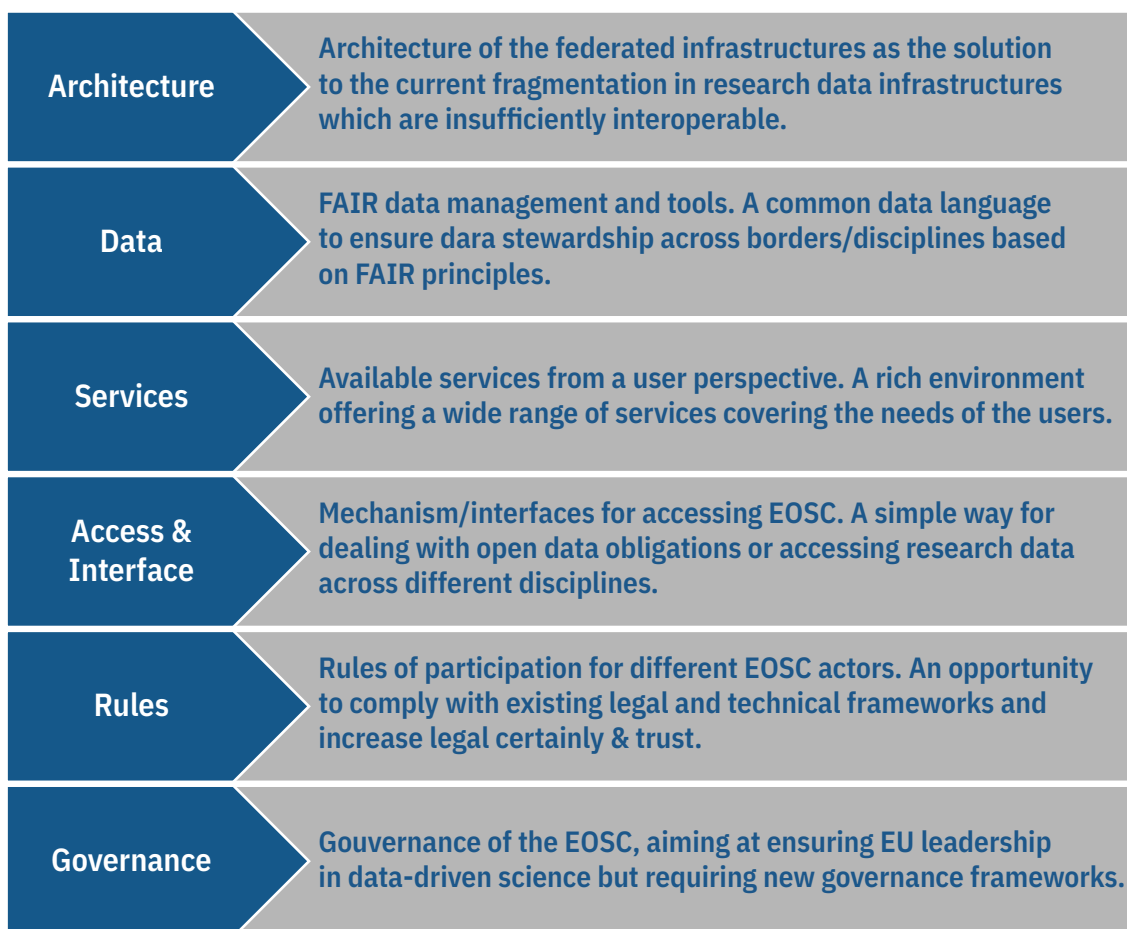 Architecture
Architecture of the federated infrastructures as the solution
to the current fragmentation in research data infrastructures
which are insufficiently interoperable.
Data
FAIR data management and tools. A common data language
to ensure dara stewardship across borders/disciplines based
on FAIR principles.
Services
Available services from a user perspective. A rich environment
offering a wide range of services covering the needs of the users.
Access &
Interface
Mechanism/interfaces for accessing EOSC. A simple way for
dealing with open data obligations or accessing research data
across different disciplines.
Rules
Rules of participation for different EOSC actors. An opportunity
to comply with existing legal and technical frameworks and
increase legal certainly & trust.
Governance
Gouvernance of the EOSC, aiming at ensuring EU leadership
in data-driven science but requiring new governance frameworks.